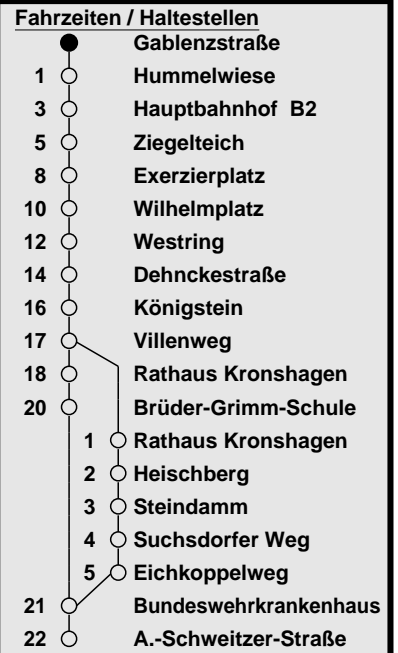 Fahrzeiten / Haltestellen
Gablenzstraße
1 Hummelwiese
3 Hauptbahnhof B2
5 Ziegelteich
8 Exerzierplatz
10 Wilhelmplatz
12 Westring
14 Dehnckestraße
16 Königstein
17 Villenweg
18 Rathaus Kronshagen
20 Brüder-Grimm-Schule
1 Rathaus Kronshagen
2 Heischberg
3 Steindamm
4 Suchsdorfer Weg
5 Eichkoppelweg
21 Bundeswehrkrankenhaus
22 A.-Schweitzer-Straße